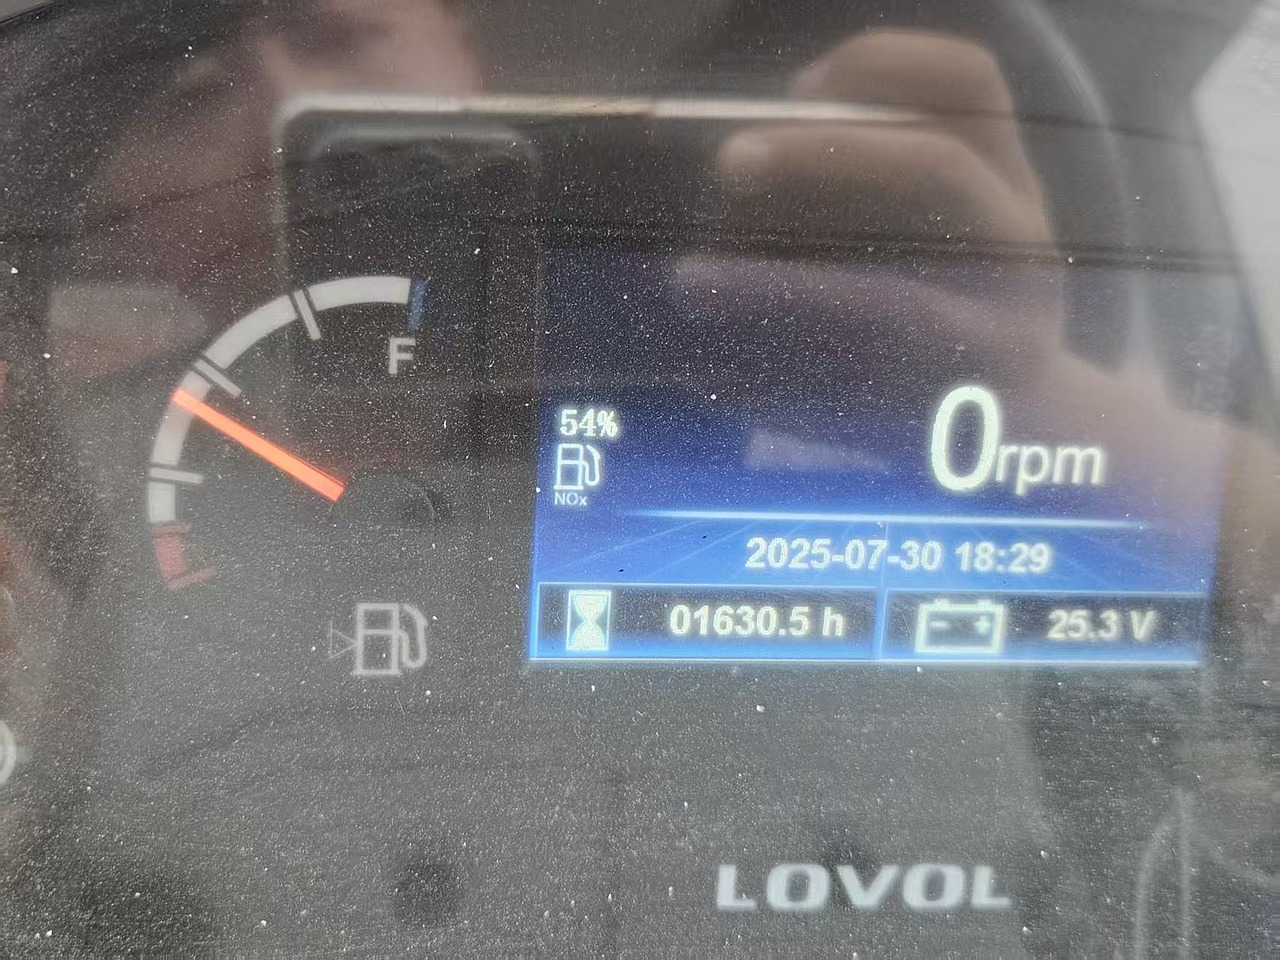 F
54%
NOx
0rpm
2025-07-30 18:29
01630.5 h
25.3 V
LOVOL